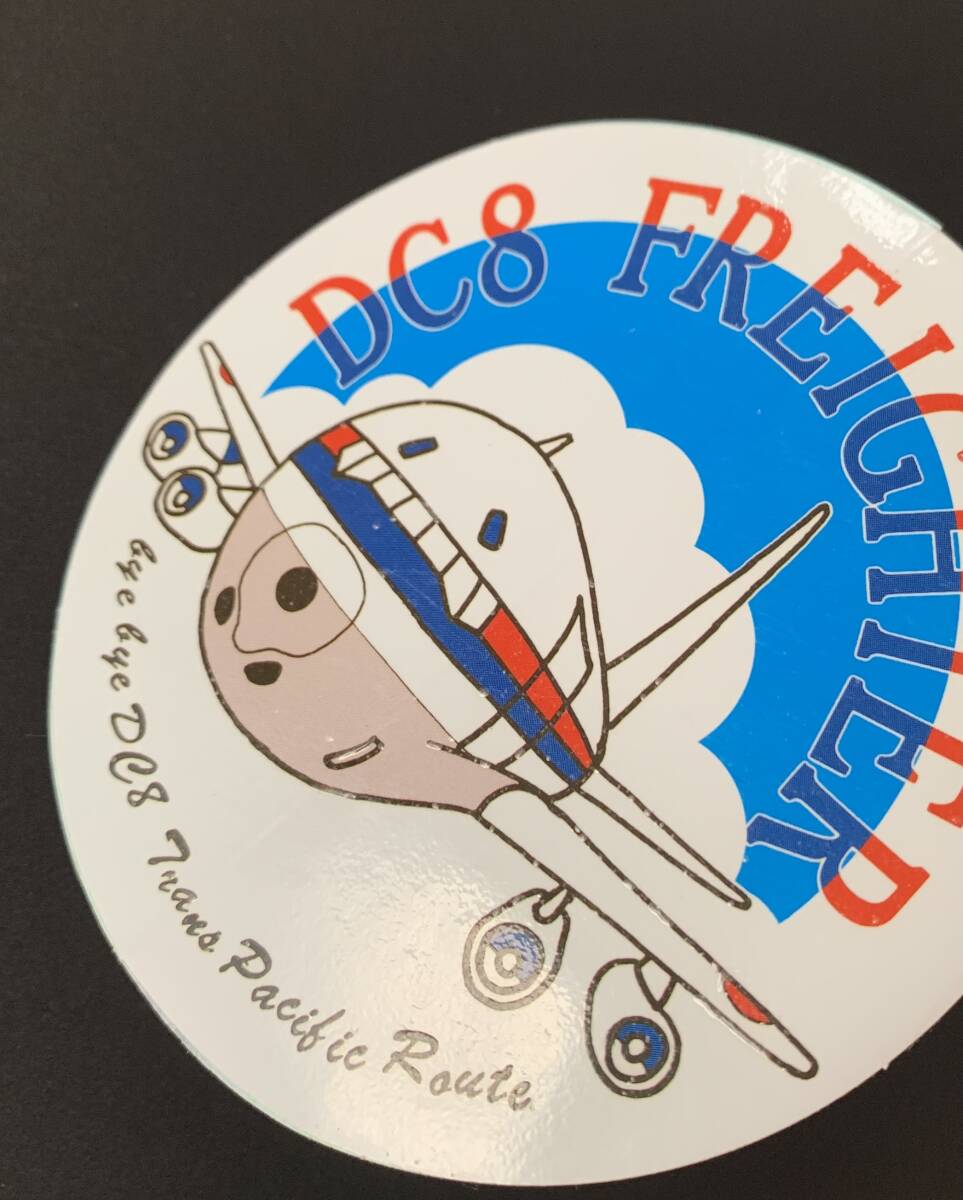 DC8 FREIGHTER
bye bye DC8 Trans Pacific Route